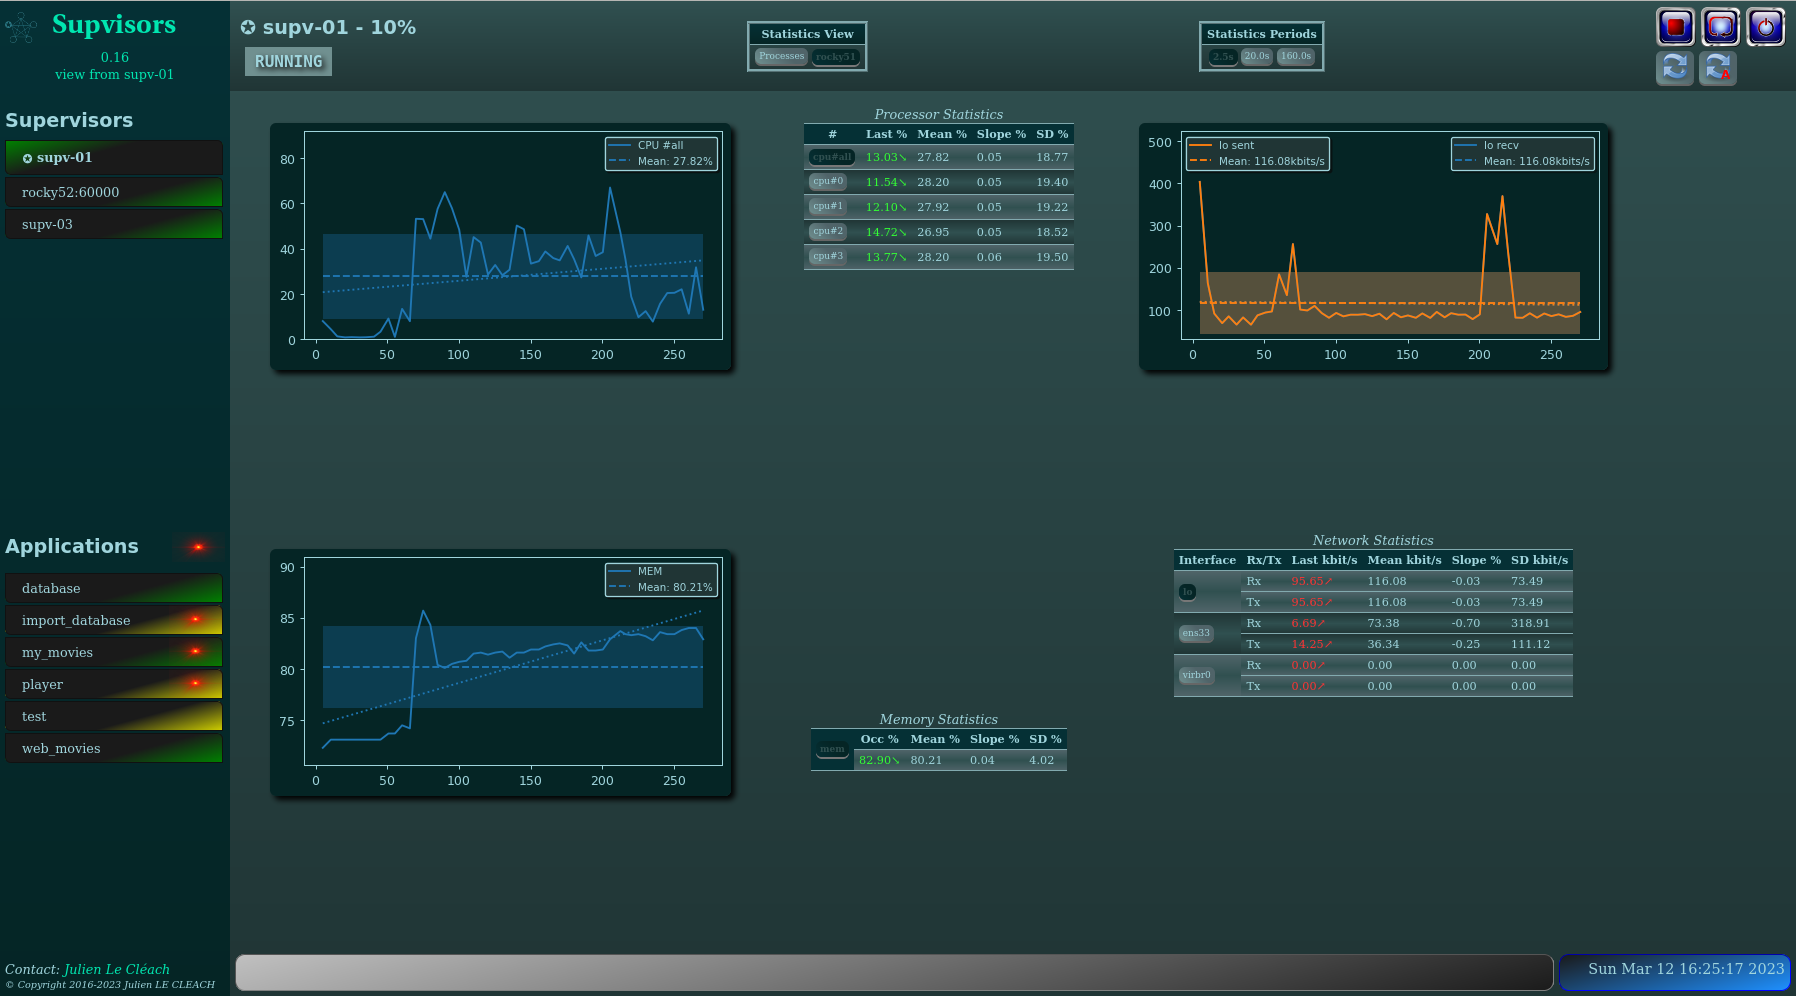 Supvisors
0.16
view from supv-01
Supervisors
✪ supv-01
rocky52:60000
supv-03
Applications
database
import_database
my_movies
player
test
web_movies
Contact: Julien Le Cléach
© Copyright 2016-2023 Julien LE CLEACH
✪ supv-01 - 10%
RUNNING
Statistics View
Processes rocky51
Statistics Periods
2.5s 20.0s 160.0s
A
CPU #all
Mean: 27.82%
80
60
40
20
0
0 50 100 150 200 250
Processor Statistics
# Last % Mean % Slope % SD %
cpu#all 13.03↘ 27.82 0.05 18.77
cpu#0 11.54↘ 28.20 0.05 19.40
cpu#1 12.10↘ 27.92 0.05 19.22
cpu#2 14.72↘ 26.95 0.05 18.52
cpu#3 13.77↘ 28.20 0.06 19.50
lo sent
Mean: 116.08kbits/s
lo recv
Mean: 116.08kbits/s
500
400
300
200
100
0 50 100 150 200 250
MEM
Mean: 80.21%
90
85
80
75
0 50 100 150 200 250
Memory Statistics
mem
Occ % Mean % Slope % SD %
82.90↘ 80.21 0.04 4.02
Network Statistics
Interface Rx/Tx Last kbit/s Mean kbit/s Slope % SD kbit/s
lo
Rx 95.65↗ 116.08 -0.03 73.49
Tx 95.65↗ 116.08 -0.03 73.49
ens33
Rx 6.69↗ 73.38 -0.70 318.91
Tx 14.25↗ 36.34 -0.25 111.12
virbr0
Rx 0.00↗ 0.00 0.00 0.00
Tx 0.00↗ 0.00 0.00 0.00
Sun Mar 12 16:25:17 2023